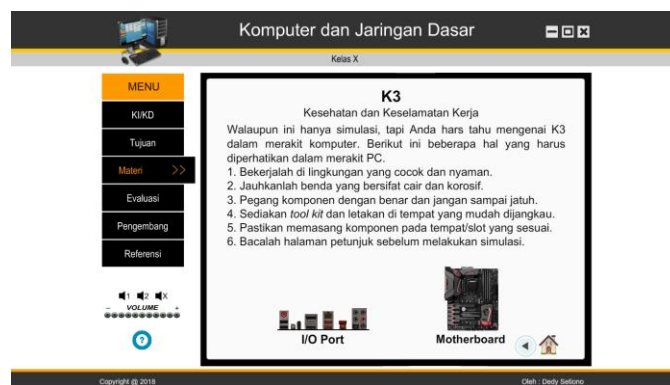 Komputer dan Jaringan Dasar
Kelas X
MENU
KI/KD
Tujuan
Materi >>
Evaluasi
Pengembang
Referensi
1 2 X
- VOLUME +
?
K3
Kesehatan dan Keselamatan Kerja
Walaupun ini hanya simulasi, tapi Anda hars tahu mengenai K3
dalam merakit komputer. Berikut ini beberapa hal yang harus
diperhatikan dalam merakit PC.
1. Bekerjalah di lingkungan yang cocok dan nyaman.
2. Jauhkanlah benda yang bersifat cair dan korosif.
3. Pegang komponen dengan benar dan jangan sampai jatuh.
4. Sediakan tool kit dan letakan di tempat yang mudah dijangkau.
5. Pastikan memasang komponen pada tempat/slot yang sesuai.
6. Bacalah halaman petunjuk sebelum melakukan simulasi.
I/O Port
Motherboard
Copyright @ 2018
Oleh : Dedy Setiono